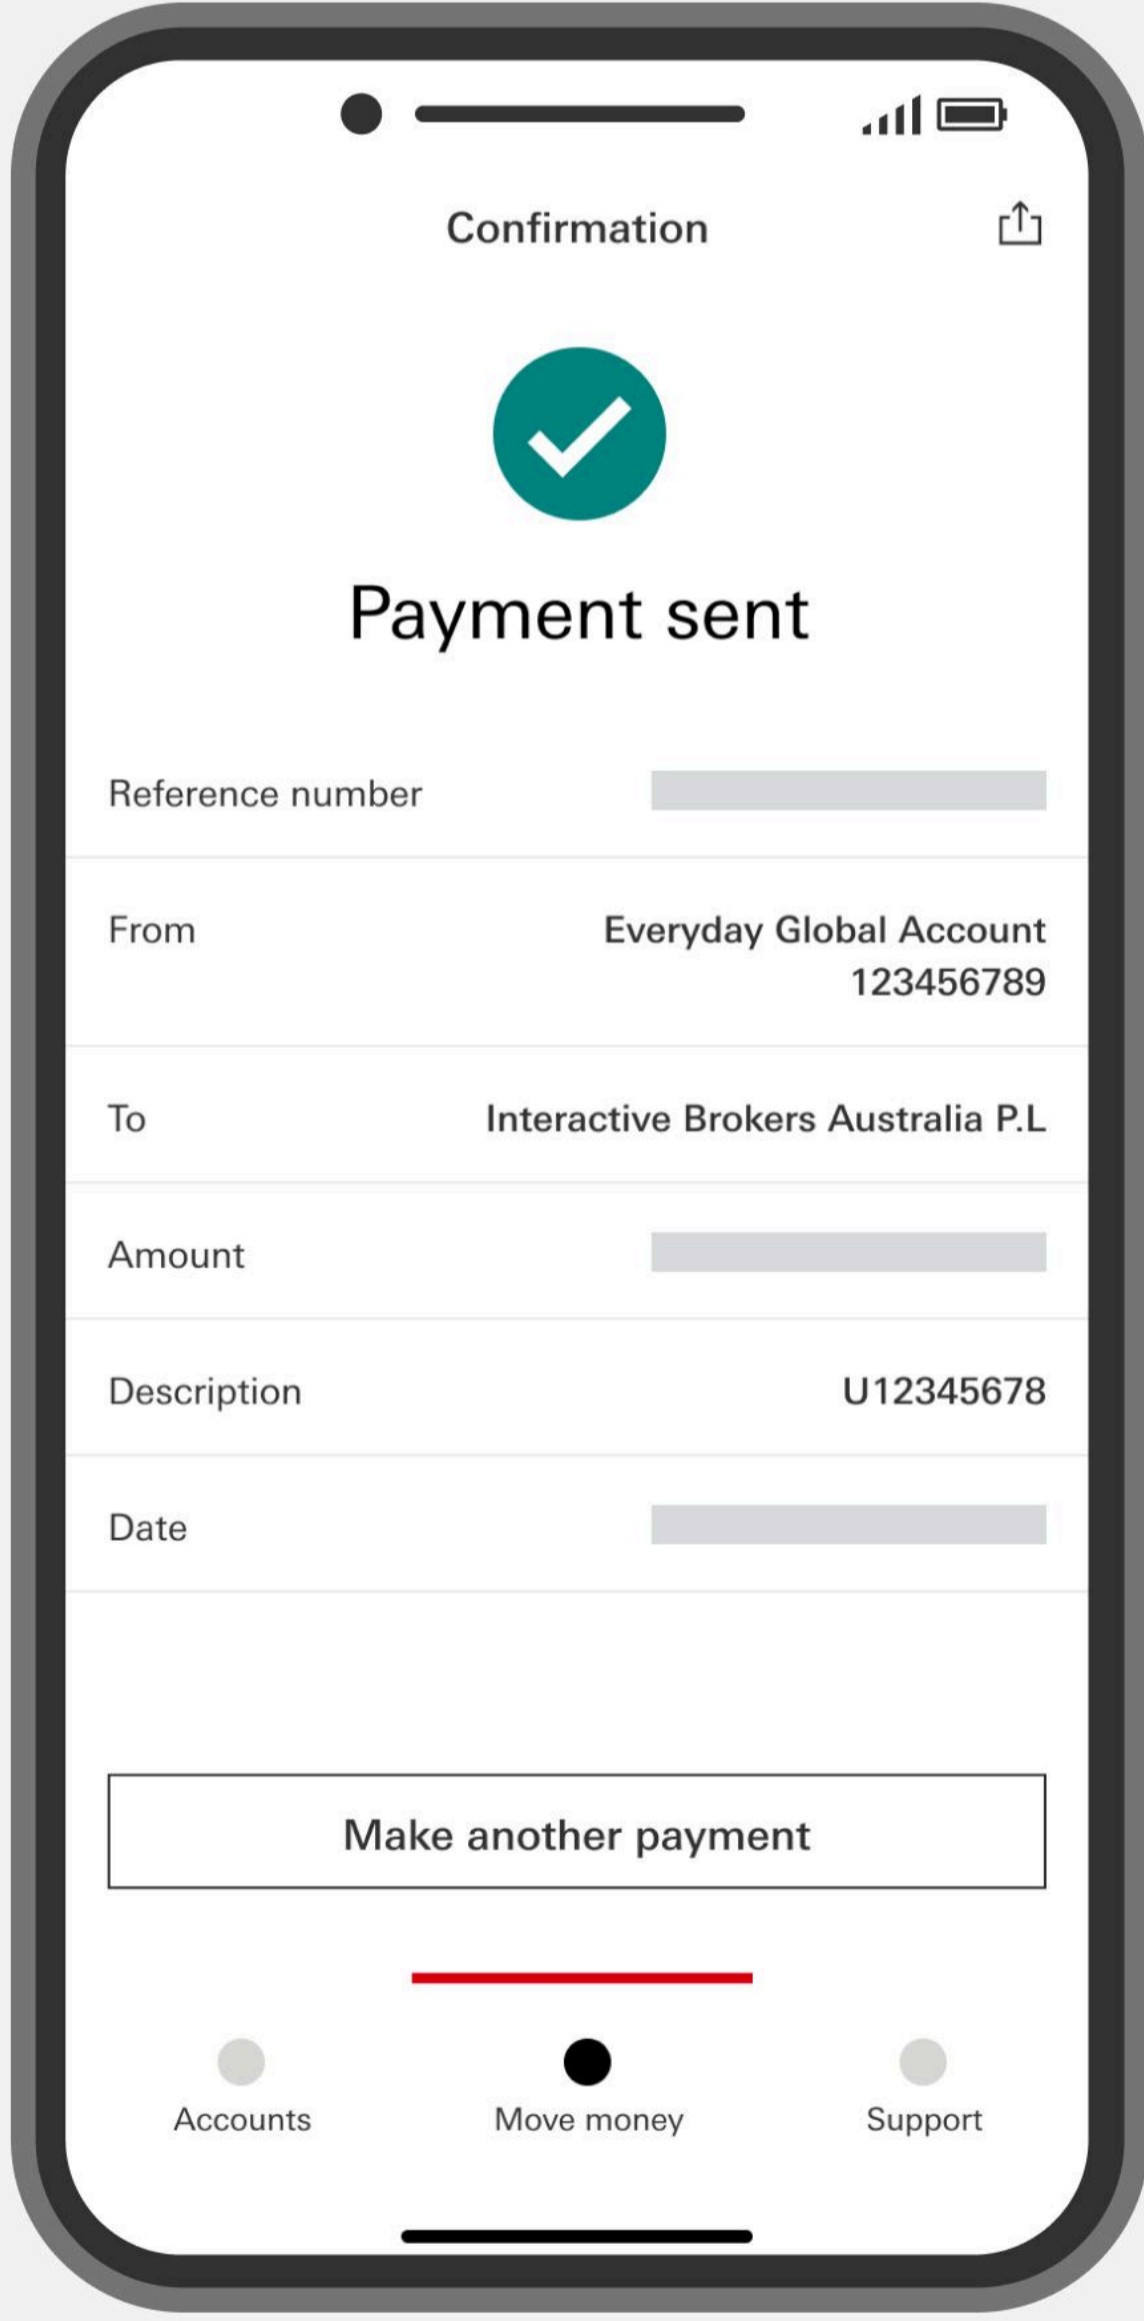 Confirmation
Payment sent
Reference number
From Everyday Global Account
123456789
To Interactive Brokers Australia P.L
Amount
Description U12345678
Date
Make another payment
Accounts Move money Support